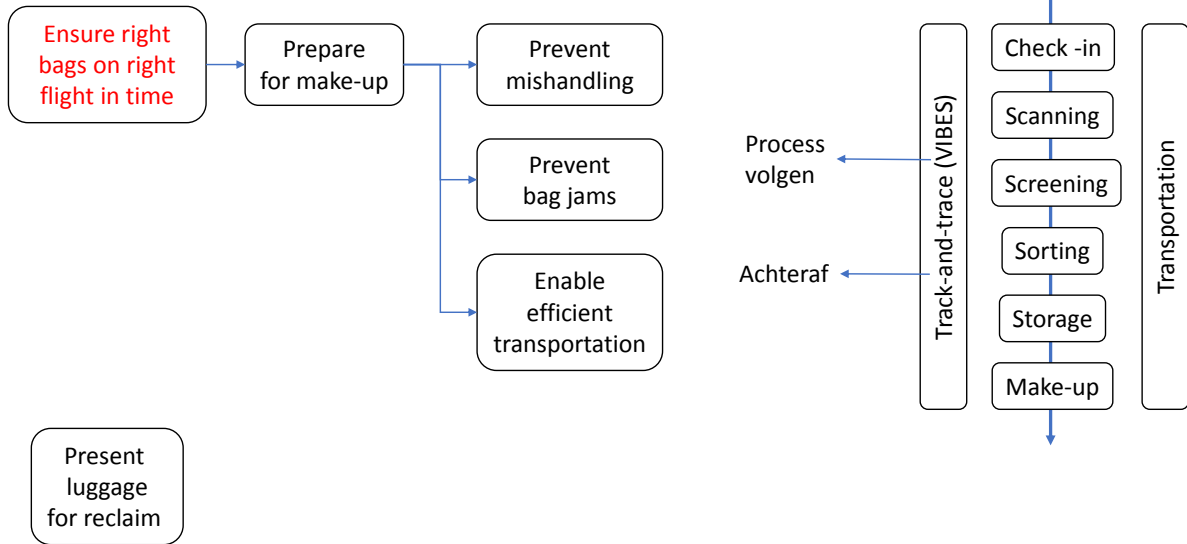 Ensure right
bags on right
flight in time
Prepare
for make-up
Prevent
mishandling
Prevent
bag jams
Enable
efficient
transportation
Present
luggage
for reclaim
Process
volgen
Achteraf
Track-and-trace (VIBES)
Check -in
Scanning
Screening
Sorting
Storage
Make-up
Transportation